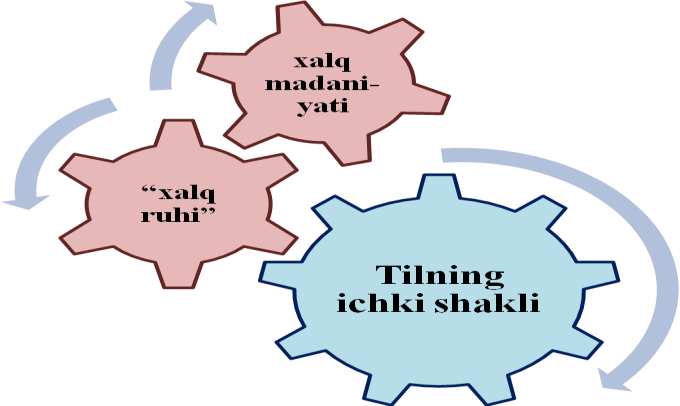 xalq
madani-
yati
“xalq
ruhi”
Tilning
ichki shakli